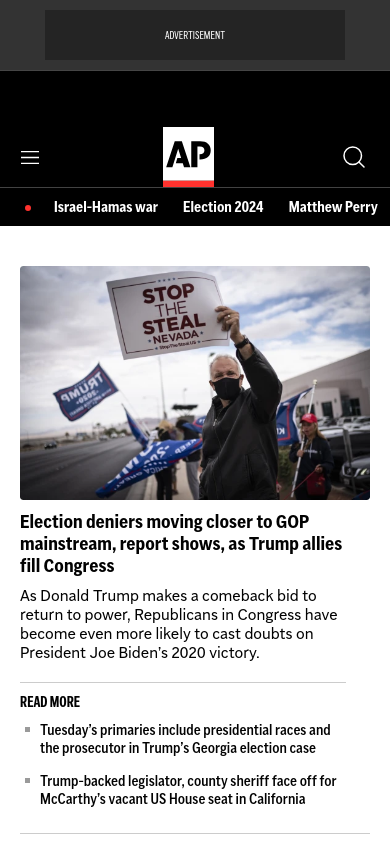 ADVERTISEMENT
AP
Israel-Hamas war
Election 2024
Matthew Perry
STOP
THE
STEAL
NEVADA
TRUMP
2020
Election deniers moving closer to GOP
mainstream, report shows, as Trump allies
fill Congress
As Donald Trump makes a comeback bid to
return to power, Republicans in Congress have
become even more likely to cast doubts on
President Joe Biden’s 2020 victory.
READ MORE
Tuesday’s primaries include presidential races and
the prosecutor in Trump’s Georgia election case
Trump-backed legislator, county sheriff face off for
McCarthy’s vacant US House seat in California